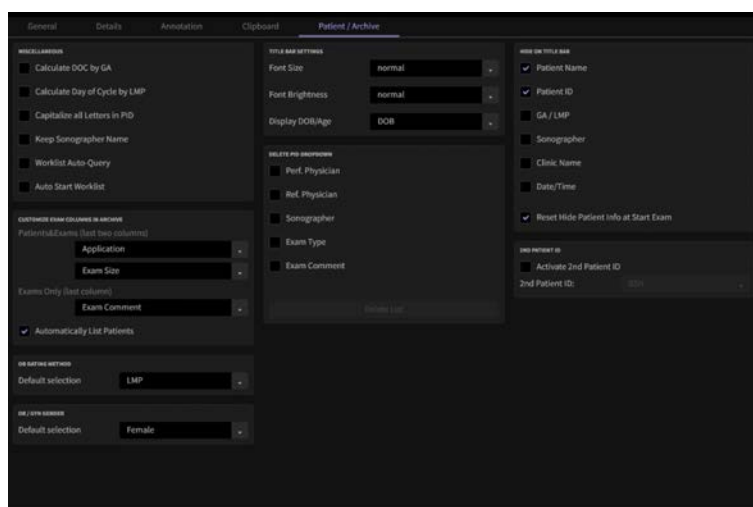 General Details Annotation Clipboard Patient / Archive
MISCELLANEOUS
Calculate DOC by GA
Calculate Day of Cycle by LMP
Capitalize all Letters in PID
Keep Sonographer Name
Worklist Auto-Query
Auto Start Worklist
CUSTOMIZE EXAM COLUMNS IN ARCHIVE
Patients&Exams (last two columns)
Application
Exam Size
Exams Only (last column)
Exam Comment
Automatically List Patients
OB DATING METHOD
Default selection LMP
OB / GYN GENDER
Default selection Female
TITLE BAR SETTINGS
Font Size normal
Font Brightness normal
Display DOB/Age DOB
DELETE PID DROPDOWN
Perf. Physician
Ref. Physician
Sonographer
Exam Type
Exam Comment
Delete List
HIDE ON TITLE BAR
Patient Name
Patient ID
GA / LMP
Sonographer
Clinic Name
Date/Time
Reset Hide Patient Info at Start Exam
2ND PATIENT ID
Activate 2nd Patient ID
2nd Patient ID: